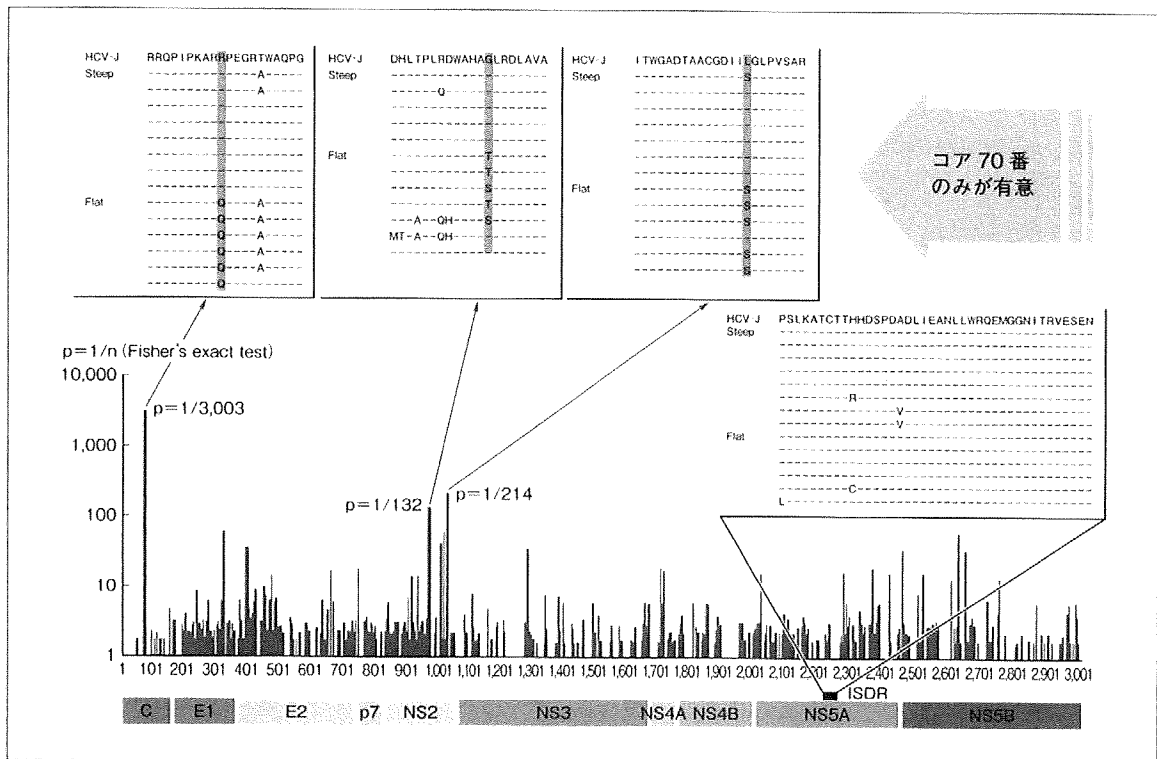 HCV-J RRQPIPKARRPEGRTWAQPG
Steep A
A
Flat Q A
Q A
Q A
Q A
Q A
Q
HCV-J DHLTPLRDWAHAGLRDLAVA
Steep
Q
Flat T
T
S
T
A QH S
MT-A-QH
HCV-J ITWGADTAACGDIILGLPVSAR
Steep S
Flat S
S
S
S
S
コア 70 番
のみが有意
HCV-J PSLKATCTTHHDSPDADLIEANLLWRQEMGGNITRVESEN
Steep
R
V
V
Flat
C
L
p=1/n (Fisher's exact test)
10,000
1,000
100
10
1
p=1/3,003
p=1/132
p=1/214
1 101 201 301 401 501 601 701 801 901 1,001 1,101 1,201 1,301 1,401 1,501 1,601 1,701 1,801 1,901 2,001 2,101 2,201 2,301 2,401 2,501 2,601 2,701 2,801 2,901 3,001
ISDR
C E1 E2 p7 NS2 NS3 NS4A NS4B NS5A NS5B